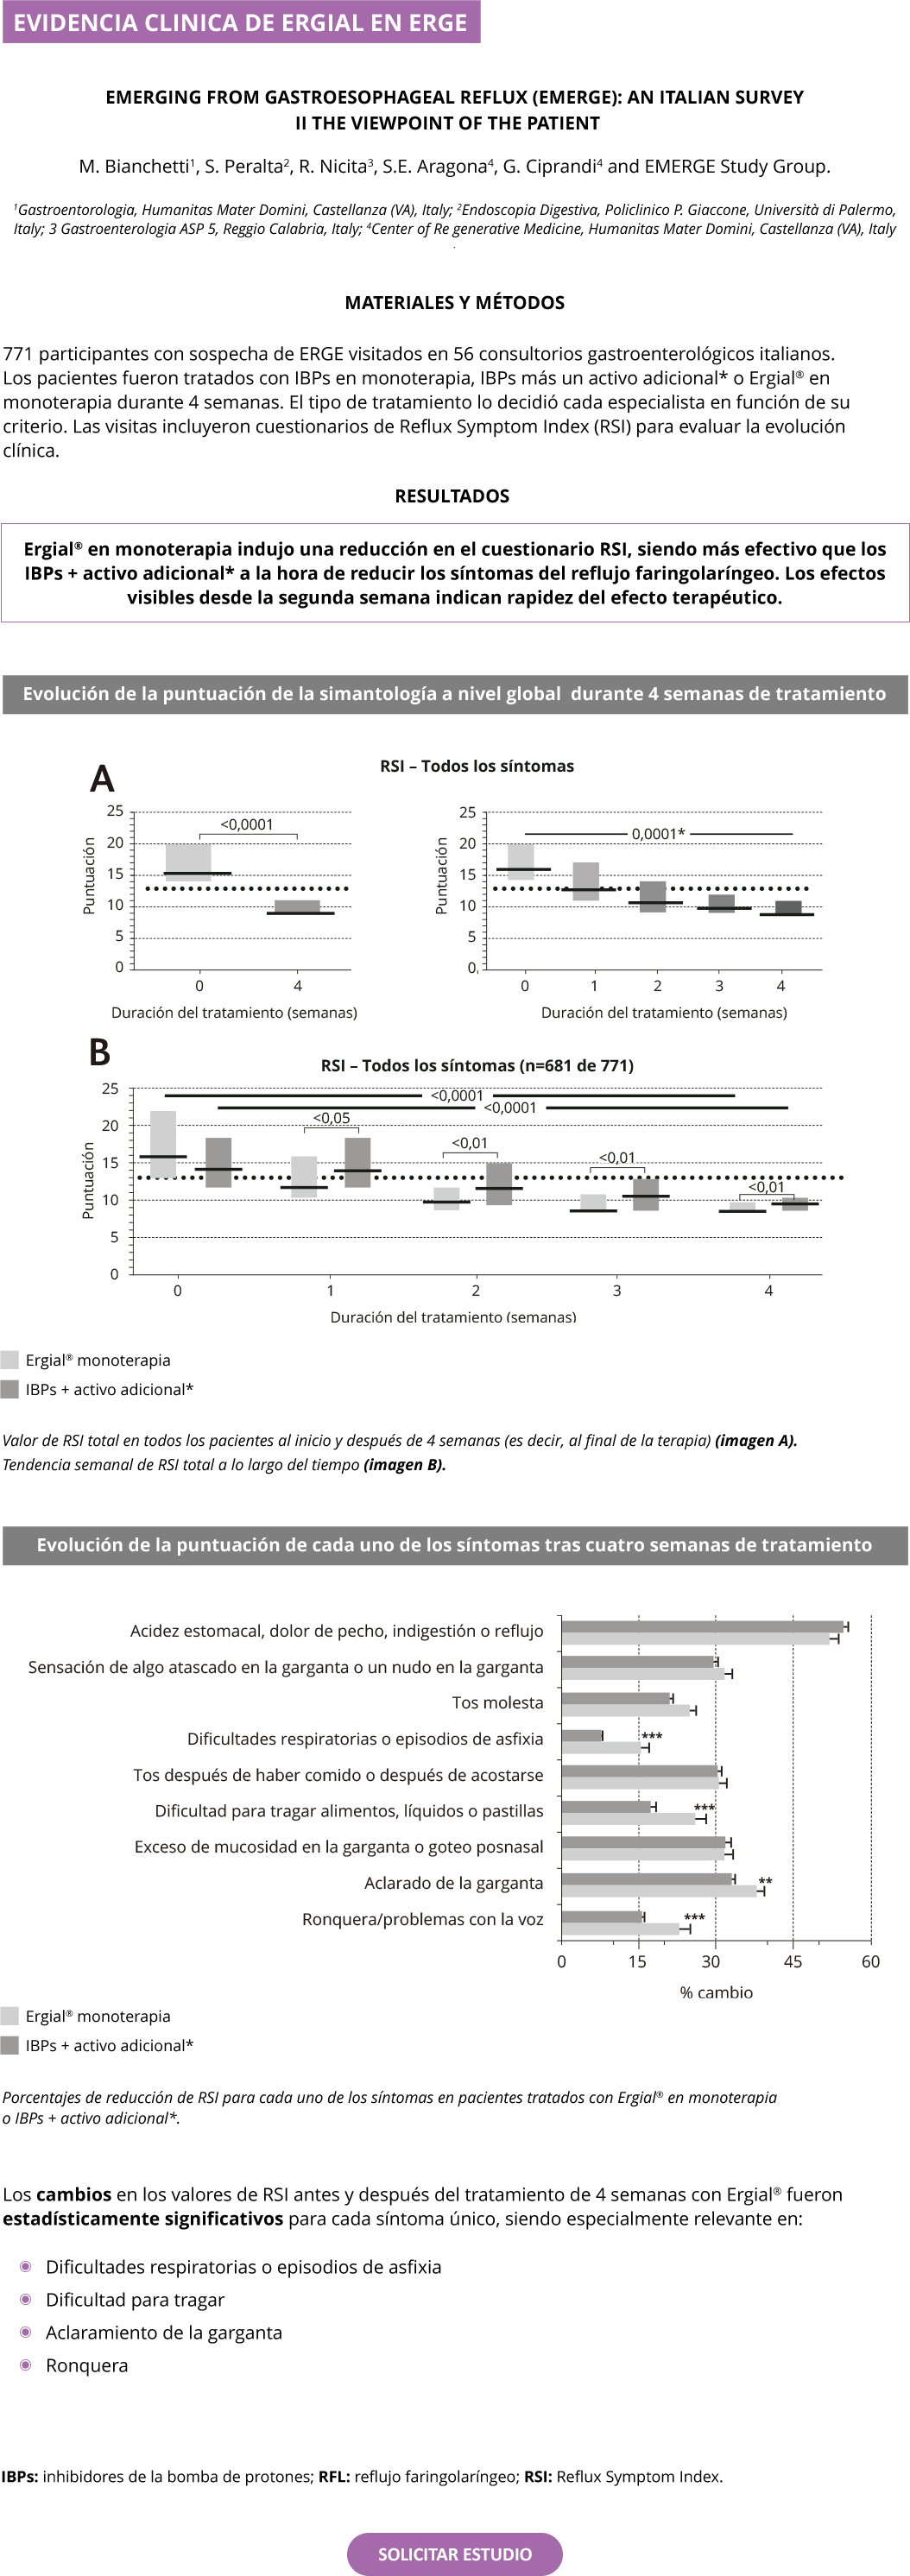 EVIDENCIA CLINICA DE ERGIAL EN ERGE
EMERGING FROM GASTROESOPHAGEAL REFLUX (EMERGE): AN ITALIAN SURVEY
II THE VIEWPOINT OF THE PATIENT
M. Bianchetti¹, S. Peralta², R. Nicita³, S.E. Aragona⁴, G. Ciprandi⁴ and EMERGE Study Group.
¹Gastroentorologia, Humanitas Mater Domini, Castellanza (VA), Italy; ²Endoscopia Digestiva, Policlinico P. Giaccone, Università di Palermo,
Italy; 3 Gastroenterologia ASP 5, Reggio Calabria, Italy; ⁴Center of Re generative Medicine, Humanitas Mater Domini, Castellanza (VA), Italy
.
MATERIALES Y MÉTODOS
771 participantes con sospecha de ERGE visitados en 56 consultorios gastroenterológicos italianos.
Los pacientes fueron tratados con IBPs en monoterapia, IBPs más un activo adicional* o Ergial® en
monoterapia durante 4 semanas. El tipo de tratamiento lo decidió cada especialista en función de su
criterio. Las visitas incluyeron cuestionarios de Reflux Symptom Index (RSI) para evaluar la evolución
clínica.
RESULTADOS
Ergial® en monoterapia indujo una reducción en el cuestionario RSI, siendo más efectivo que los
IBPs + activo adicional* a la hora de reducir los síntomas del reflujo faringolaríngeo. Los efectos
visibles desde la segunda semana indican rapidez del efecto terapéutico.
Evolución de la puntuación de la simantología a nivel global durante 4 semanas de tratamiento
A
RSI – Todos los síntomas
Puntuación
25
20
15
10
5
0
<0,0001
0 4
Duración del tratamiento (semanas)
Puntuación
25
20
15
10
5
0
0,0001*
0 1 2 3 4
Duración del tratamiento (semanas)
B
RSI – Todos los síntomas (n=681 de 771)
Puntuación
25
20
15
10
5
0
<0,0001
<0,0001
<0,05
<0,01
<0,01
<0,01
0 1 2 3 4
Duración del tratamiento (semanas)
Ergial® monoterapia
IBPs + activo adicional*
Valor de RSI total en todos los pacientes al inicio y después de 4 semanas (es decir, al final de la terapia) (imagen A).
Tendencia semanal de RSI total a lo largo del tiempo (imagen B).
Evolución de la puntuación de cada uno de los síntomas tras cuatro semanas de tratamiento
Acidez estomacal, dolor de pecho, indigestión o reflujo
Sensación de algo atascado en la garganta o un nudo en la garganta
Tos molesta
Dificultades respiratorias o episodios de asfixia ***
Tos después de haber comido o después de acostarse
Dificultad para tragar alimentos, líquidos o pastillas ***
Exceso de mucosidad en la garganta o goteo posnasal
Aclarado de la garganta **
Ronquera/problemas con la voz ***
0 15 30 45 60
% cambio
Ergial® monoterapia
IBPs + activo adicional*
Porcentajes de reducción de RSI para cada uno de los síntomas en pacientes tratados con Ergial® en monoterapia
o IBPs + activo adicional*.
Los cambios en los valores de RSI antes y después del tratamiento de 4 semanas con Ergial® fueron
estadísticamente significativos para cada síntoma único, siendo especialmente relevante en:
Dificultades respiratorias o episodios de asfixia
Dificultad para tragar
Aclaramiento de la garganta
Ronquera
IBPs: inhibidores de la bomba de protones; RFL: reflujo faringolaríngeo; RSI: Reflux Symptom Index.
SOLICITAR ESTUDIO